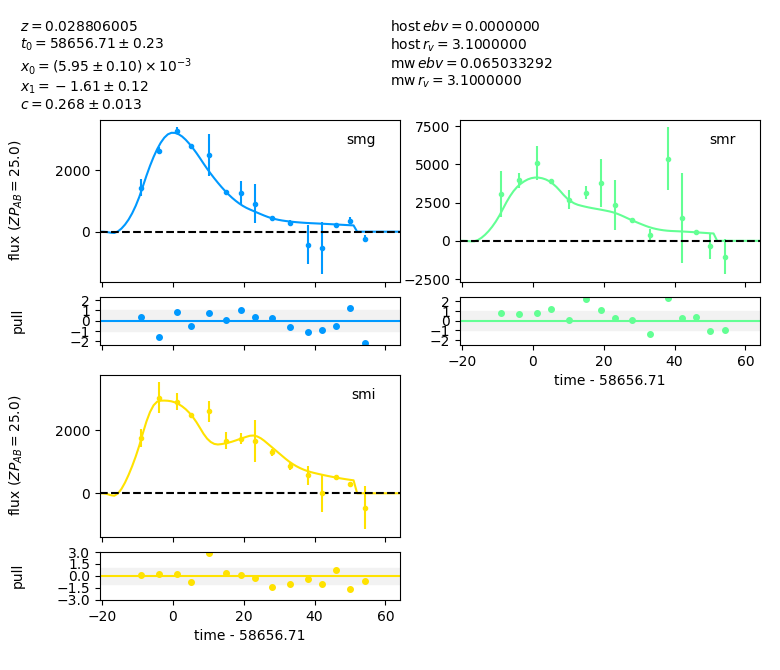 z = 0.028806005
t₀ = 58656.71 ± 0.23
x₀ = (5.95 ± 0.10) × 10⁻³
x₁ = −1.61 ± 0.12
c = 0.268 ± 0.013
host ebv = 0.0000000
host r_v = 3.1000000
mw ebv = 0.065033292
mw r_v = 3.1000000
flux (ZP_AB = 25.0)
2000
0
smg
7500
5000
2500
0
−2500
smr
pull
2
1
0
−1
−2
2
1
0
−1
−2
−20
0
20
40
60
time - 58656.71
flux (ZP_AB = 25.0)
2000
0
smi
pull
3.0
1.5
0.0
−1.5
−3.0
−20
0
20
40
60
time - 58656.71